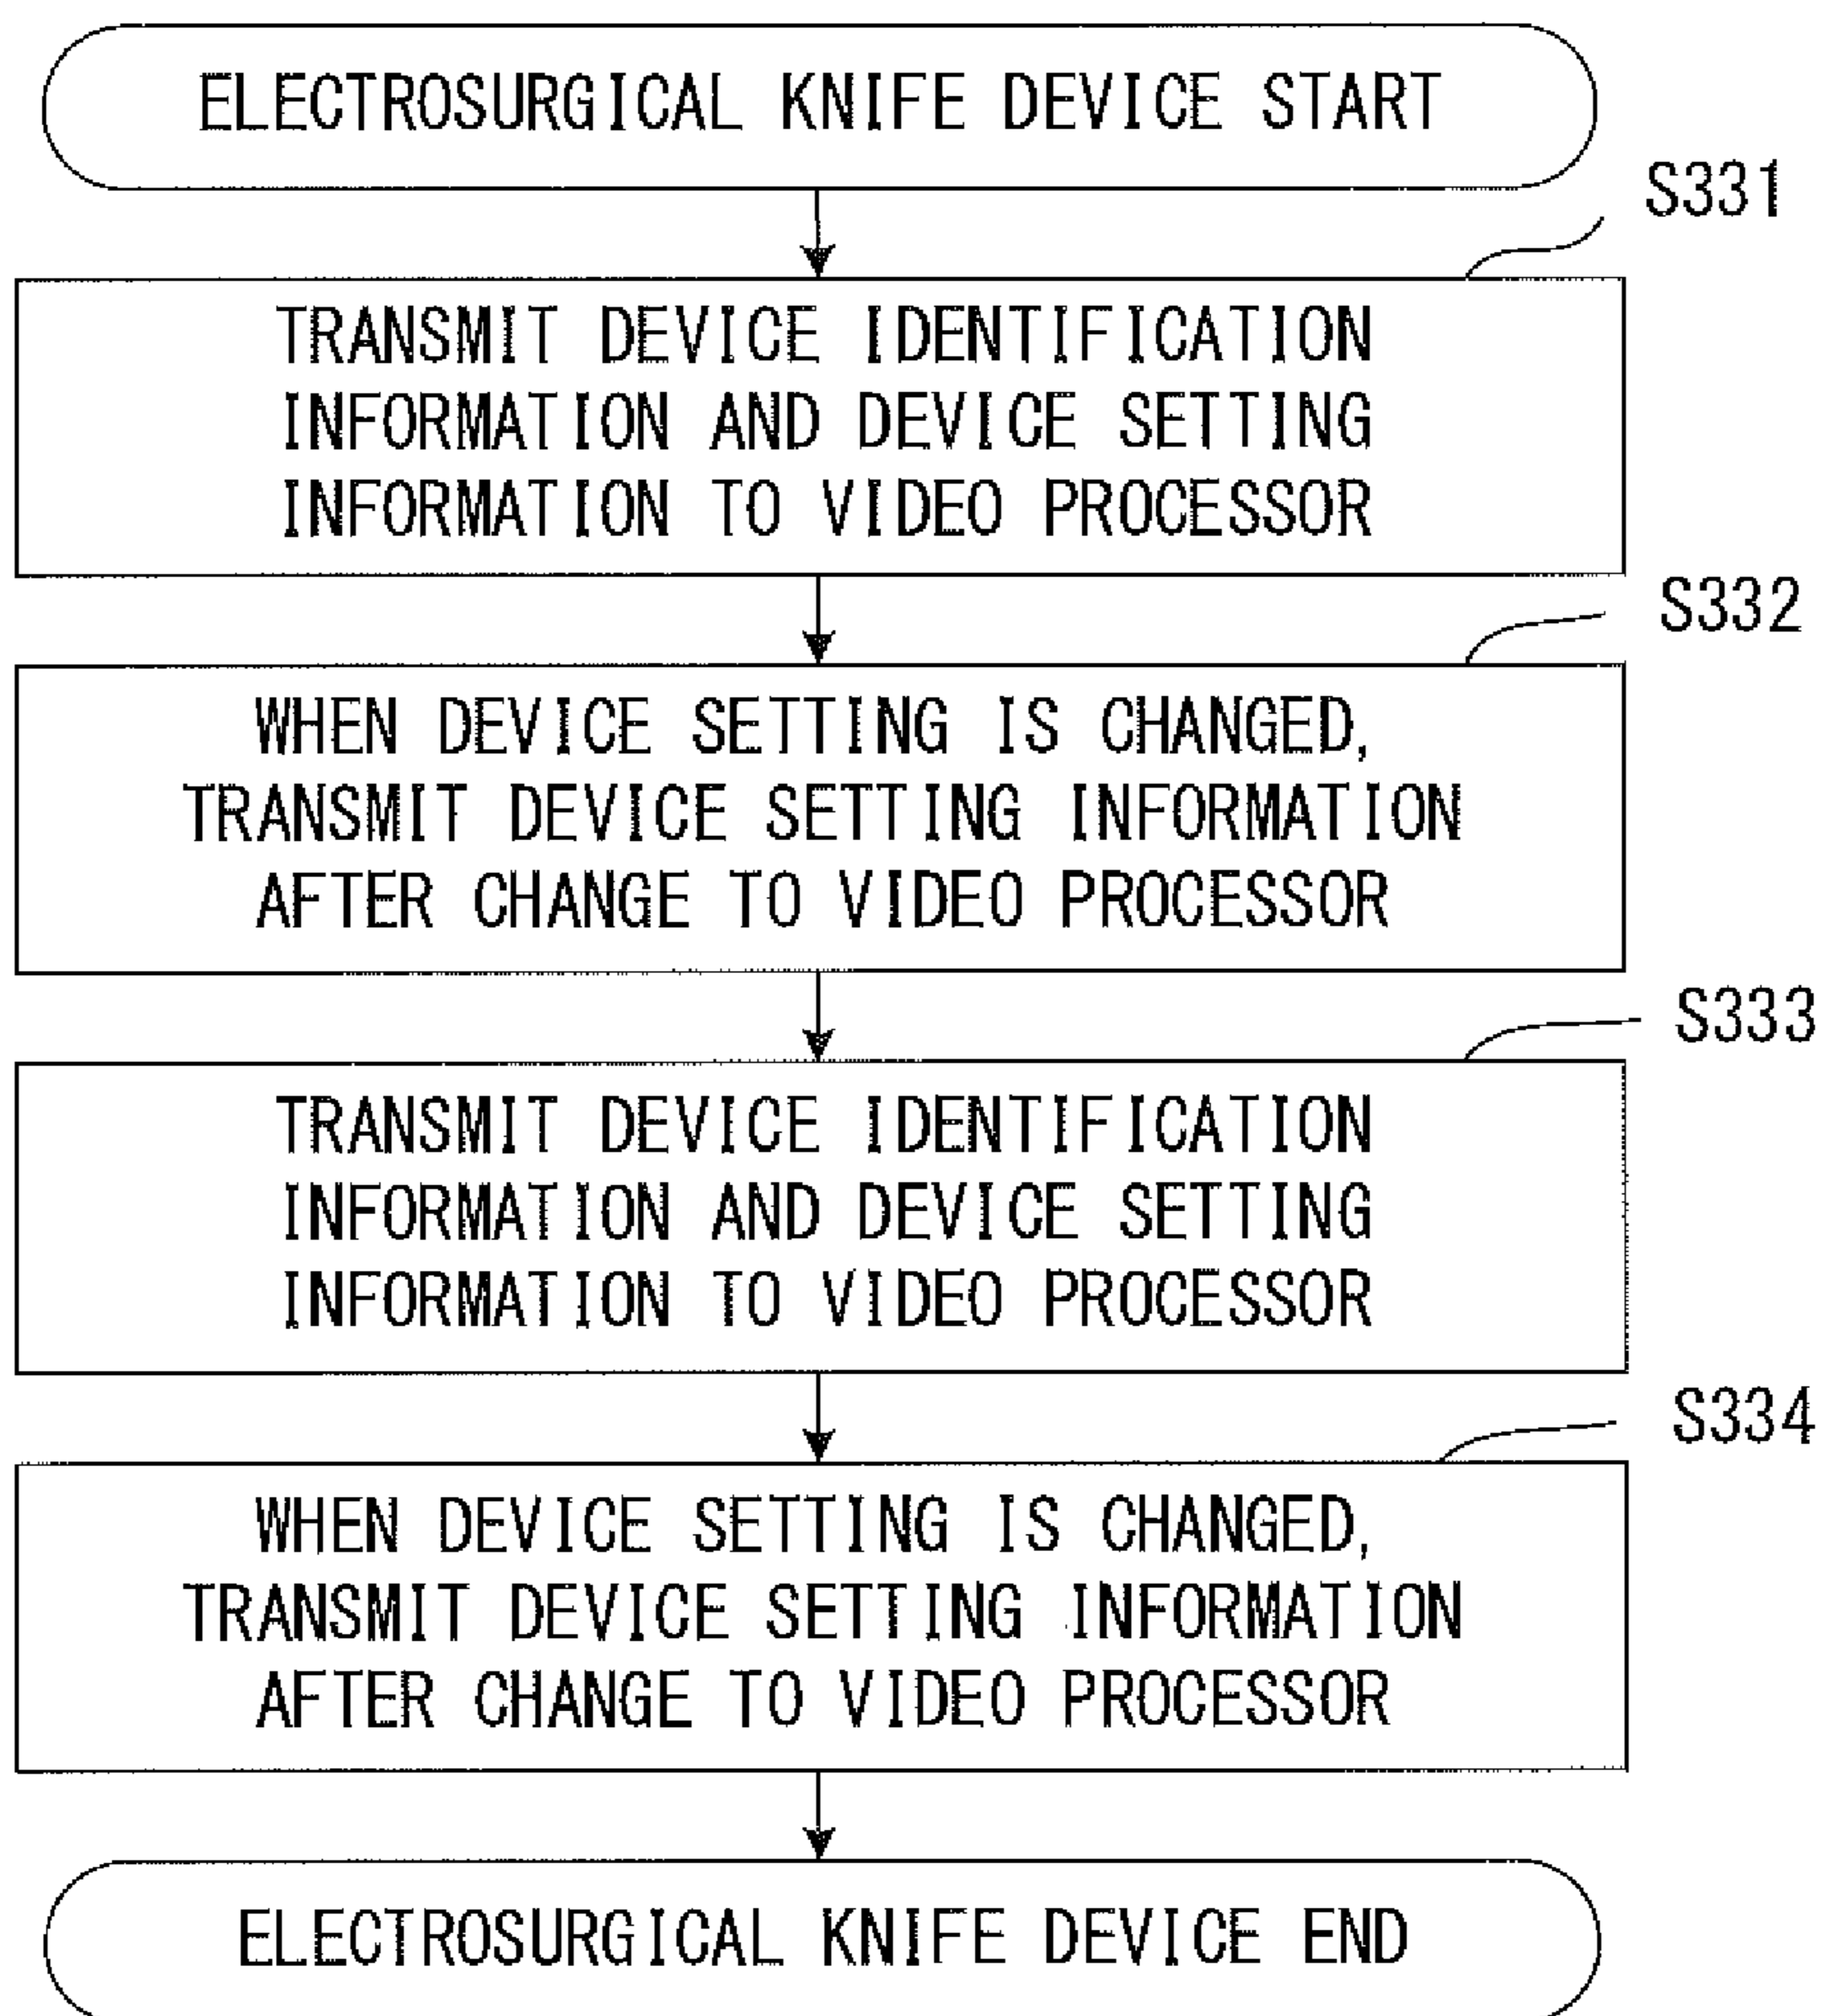 ELECTROSURGICAL KNIFE DEVICE START
S331
TRANSMIT DEVICE IDENTIFICATION
INFORMATION AND DEVICE SETTING
INFORMATION TO VIDEO PROCESSOR
S332
WHEN DEVICE SETTING IS CHANGED,
TRANSMIT DEVICE SETTING INFORMATION
AFTER CHANGE TO VIDEO PROCESSOR
S333
TRANSMIT DEVICE IDENTIFICATION
INFORMATION AND DEVICE SETTING
INFORMATION TO VIDEO PROCESSOR
S334
WHEN DEVICE SETTING IS CHANGED,
TRANSMIT DEVICE SETTING INFORMATION
AFTER CHANGE TO VIDEO PROCESSOR
ELECTROSURGICAL KNIFE DEVICE END